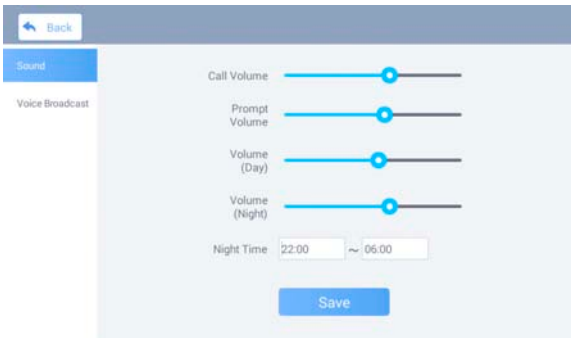 Back
Sound
Voice Broadcast
Call Volume
Prompt
Volume
Volume
(Day)
Volume
(Night)
Night Time 22:00 ~ 06:00
Save